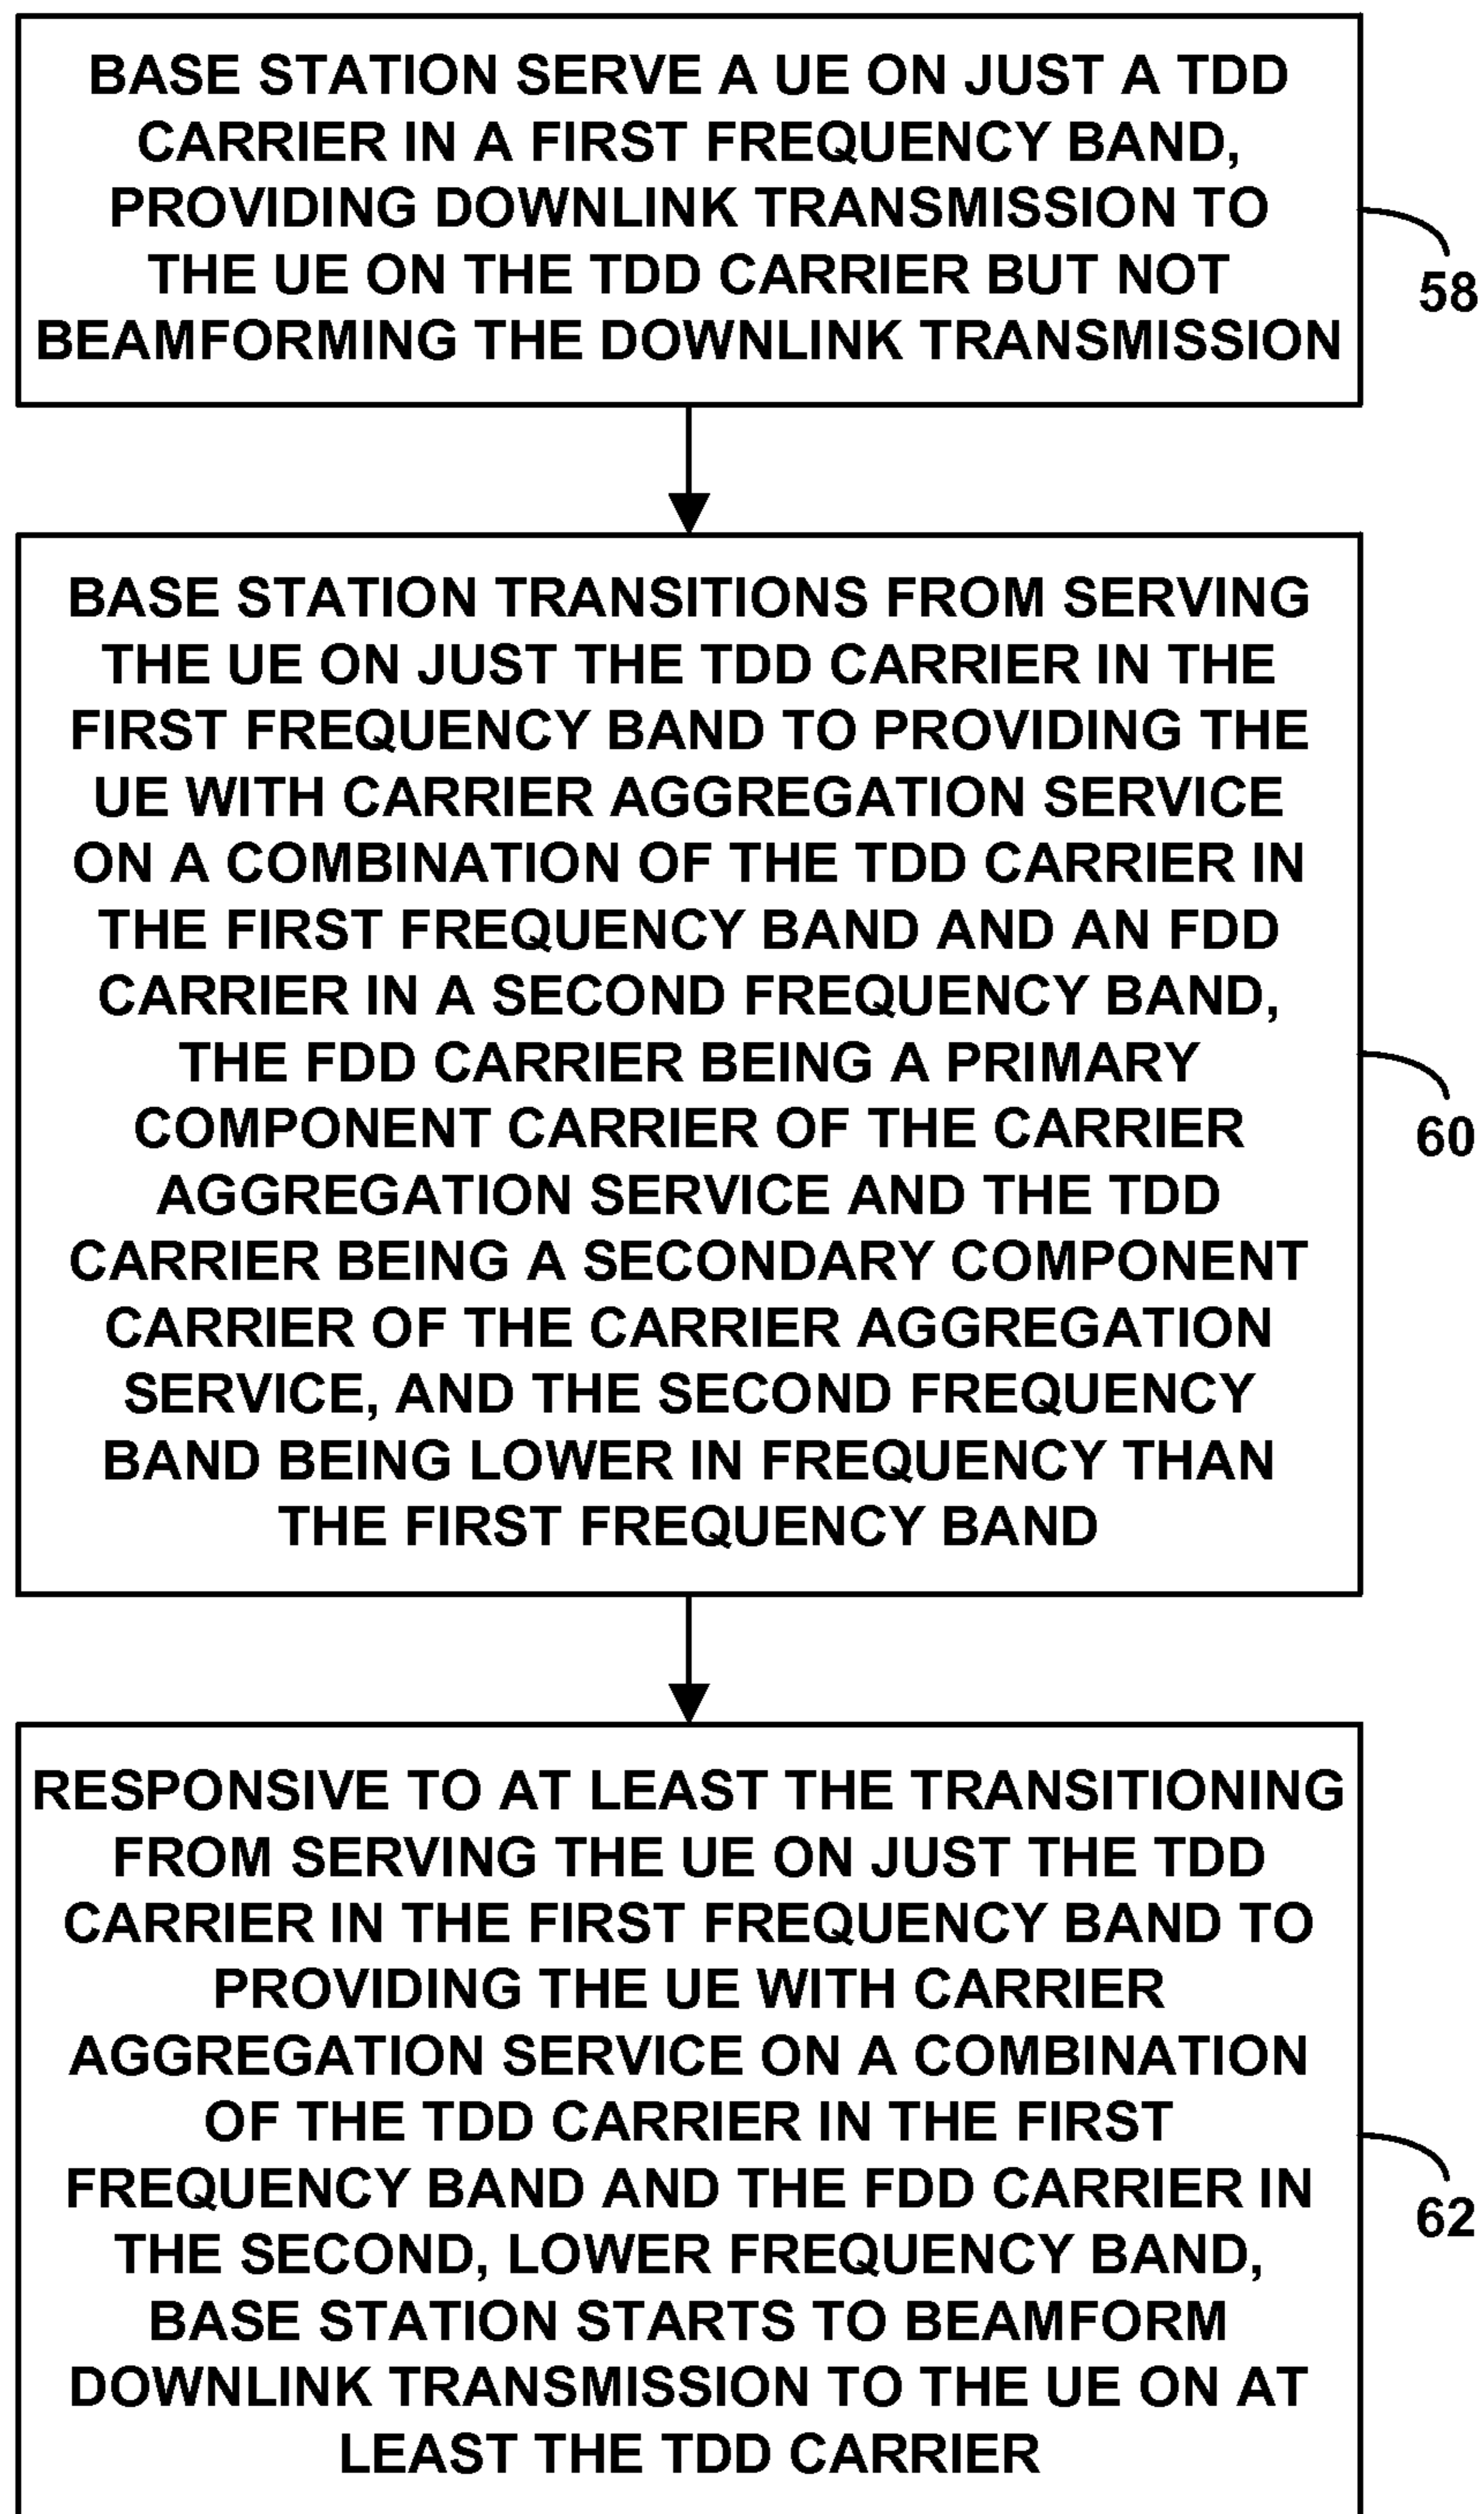 BASE STATION SERVE A UE ON JUST A TDD
CARRIER IN A FIRST FREQUENCY BAND,
PROVIDING DOWNLINK TRANSMISSION TO
THE UE ON THE TDD CARRIER BUT NOT
BEAMFORMING THE DOWNLINK TRANSMISSION
58
BASE STATION TRANSITIONS FROM SERVING
THE UE ON JUST THE TDD CARRIER IN THE
FIRST FREQUENCY BAND TO PROVIDING THE
UE WITH CARRIER AGGREGATION SERVICE
ON A COMBINATION OF THE TDD CARRIER IN
THE FIRST FREQUENCY BAND AND AN FDD
CARRIER IN A SECOND FREQUENCY BAND,
THE FDD CARRIER BEING A PRIMARY
COMPONENT CARRIER OF THE CARRIER
AGGREGATION SERVICE AND THE TDD
CARRIER BEING A SECONDARY COMPONENT
CARRIER OF THE CARRIER AGGREGATION
SERVICE, AND THE SECOND FREQUENCY
BAND BEING LOWER IN FREQUENCY THAN
THE FIRST FREQUENCY BAND
60
RESPONSIVE TO AT LEAST THE TRANSITIONING
FROM SERVING THE UE ON JUST THE TDD
CARRIER IN THE FIRST FREQUENCY BAND TO
PROVIDING THE UE WITH CARRIER
AGGREGATION SERVICE ON A COMBINATION
OF THE TDD CARRIER IN THE FIRST
FREQUENCY BAND AND THE FDD CARRIER IN
THE SECOND, LOWER FREQUENCY BAND,
BASE STATION STARTS TO BEAMFORM
DOWNLINK TRANSMISSION TO THE UE ON AT
LEAST THE TDD CARRIER
62